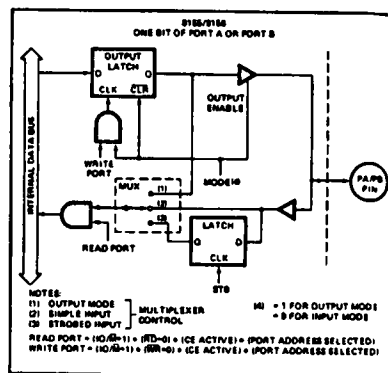 8155/8156
ONE BIT OF PORT A OR PORT B
OUTPUT
LATCH
D
Q
CLK
CLR
OUTPUT
ENABLE
WRITE
PORT
MODE (4)
INTERNAL DATA BUS
MUX
(1)
(2)
(3)
READ PORT
LATCH
Q
D
CLK
STB
PA/PB
PIN
NOTES:
(1) OUTPUT MODE
(2) SIMPLE INPUT
(3) STROBED INPUT
MULTIPLEXER
CONTROL
(4) = 1 FOR OUTPUT MODE
= 0 FOR INPUT MODE
READ PORT = (IO/M̅=1) • (R̅D̅=0) • (CE ACTIVE) • (PORT ADDRESS SELECTED)
WRITE PORT = (IO/M̅=1) • (W̅R̅=0) • (CE ACTIVE) • (PORT ADDRESS SELECTED)